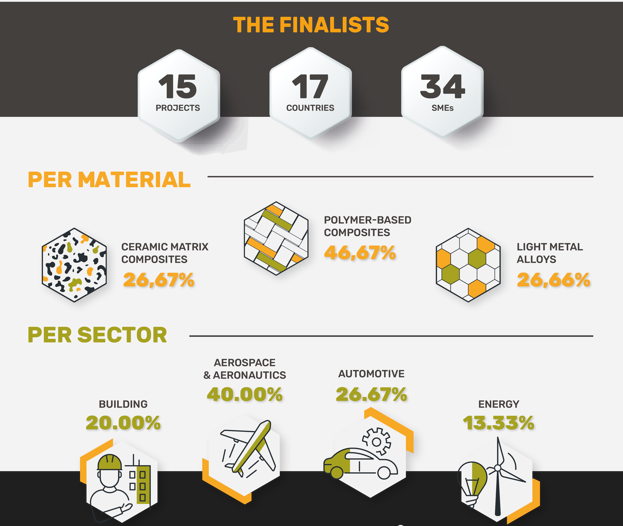 THE FINALISTS
15
PROJECTS
17
COUNTRIES
34
SMEs
PER MATERIAL
CERAMIC MATRIX
COMPOSITES
26,67%
POLYMER-BASED
COMPOSITES
46,67%
LIGHT METAL
ALLOYS
26,66%
PER SECTOR
BUILDING
20.00%
AEROSPACE
& AERONAUTICS
40.00%
AUTOMOTIVE
26.67%
ENERGY
13.33%